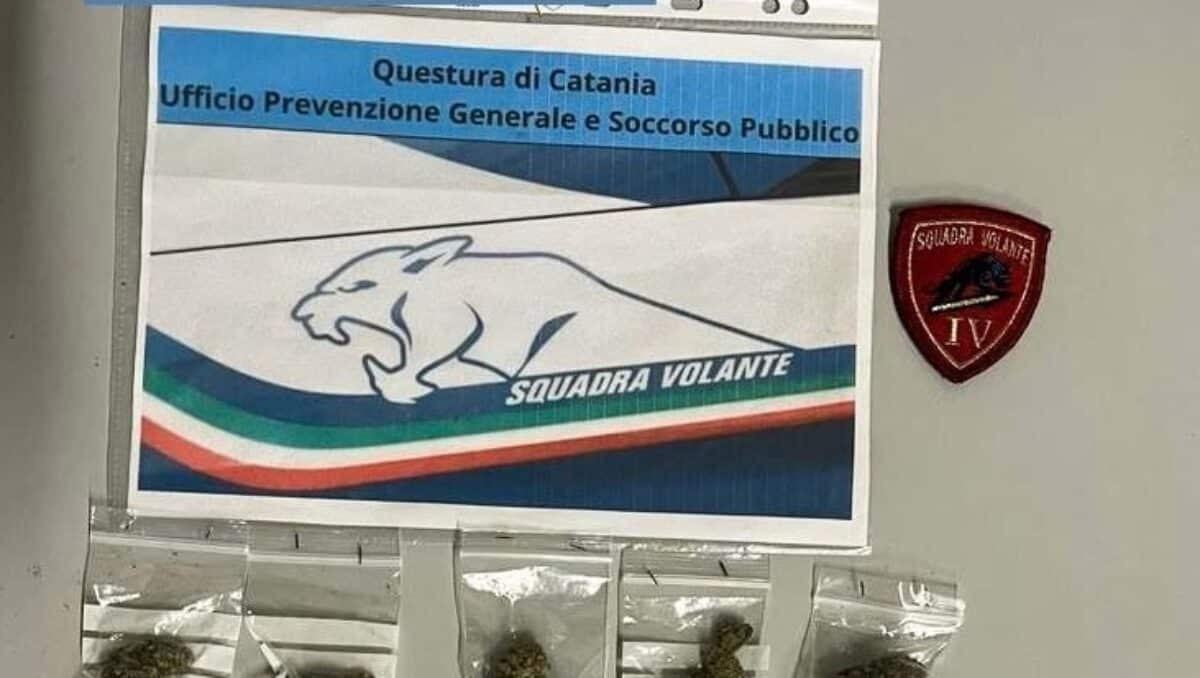 Questura di Catania
Ufficio Prevenzione Generale e Soccorso Pubblico
SQUADRA VOLANTE
IV
SQUADRA VOLANTE